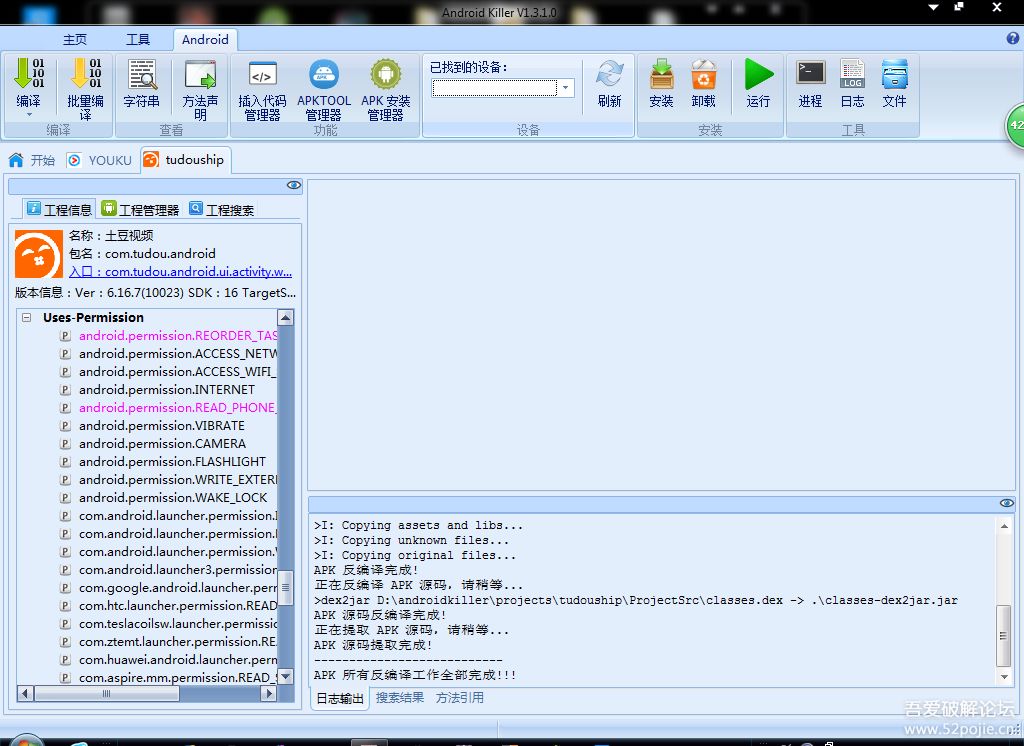 Android Killer V1.3.1.0
主页 工具 Android
编译 批量编译 字符串 方法声明 插入代码管理器 APKTOOL管理器 APK 安装管理器 已找到的设备: 刷新 安装 卸载 运行 进程 日志 文件
编译 查看 功能 设备 安装 工具
42
开始 YOUKU tudouship
工程信息 工程管理器 工程搜索
名称：土豆视频
包名：com.tudou.android
入口：com.tudou.android.ui.activity.w...
版本信息：Ver：6.16.7(10023) SDK：16 TargetS...
Uses-Permission
android.permission.REORDER_TAS
android.permission.ACCESS_NETW
android.permission.ACCESS_WIFI_
android.permission.INTERNET
android.permission.READ_PHONE_
android.permission.VIBRATE
android.permission.CAMERA
android.permission.FLASHLIGHT
android.permission.WRITE_EXTERI
android.permission.WAKE_LOCK
com.android.launcher.permission.
com.android.launcher.permission.
com.android.launcher.permission.
com.android.launcher3.permission
com.google.android.launcher.perr
com.htc.launcher.permission.READ
com.teslacoilsw.launcher.permissic
com.ztemt.launcher.permission.RE
com.huawei.android.launcher.perm
com.aspire.mm.permission.READ_S
>I: Copying assets and libs...
>I: Copying unknown files...
>I: Copying original files...
APK 反编译完成!
正在反编译 APK 源码，请稍等...
>dex2jar D:\androidkiller\projects\tudouship\ProjectSrc\classes.dex -> .\classes-dex2jar.jar
APK 源码反编译完成!
正在提取 APK 源码，请稍等...
APK 源码提取完成!
---------------------------
APK 所有反编译工作全部完成!!!
日志输出 搜索结果 方法引用
吾爱破解论坛
www.52pojie.cn